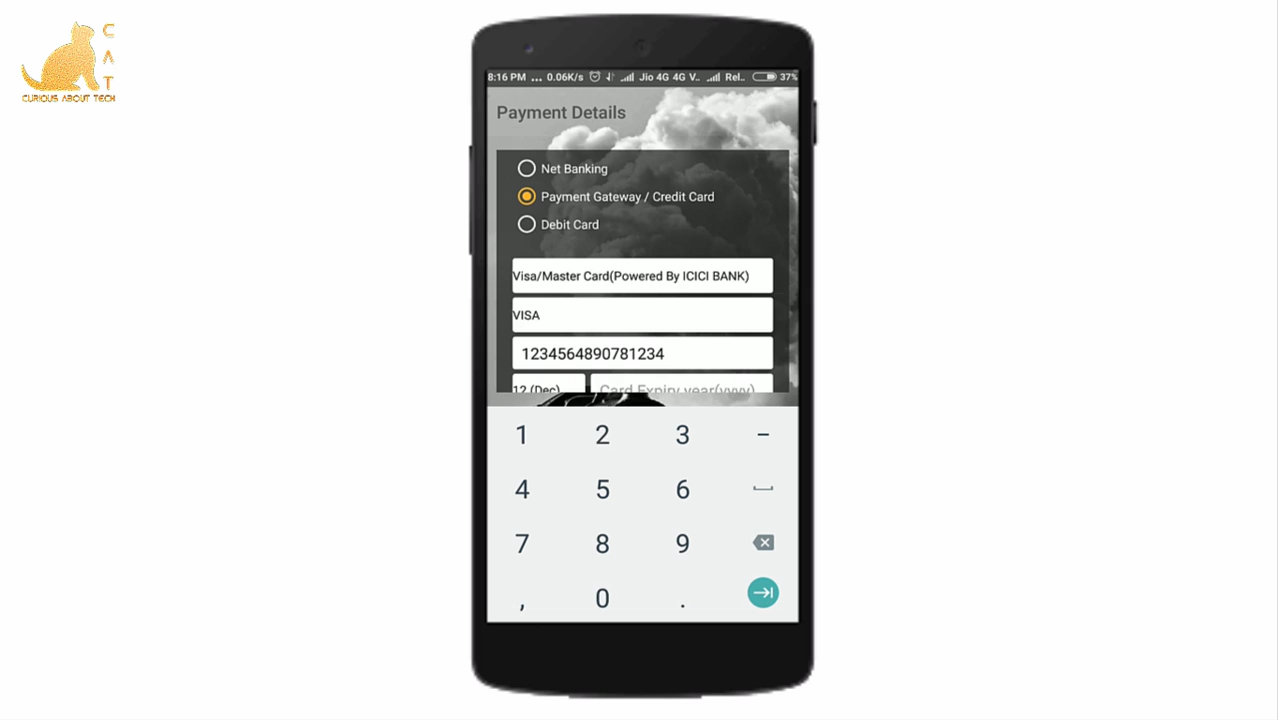 C
A
T
CURIOUS ABOUT TECH
8:16 PM ... 0.06K/s Jio 4G 4G V.. Rel.. 37%
Payment Details
Net Banking
Payment Gateway / Credit Card
Debit Card
Visa/Master Card(Powered By ICICI BANK)
VISA
1234564890781234
12 (Dec) Card Expiry year(yyyy)
1 2 3 –
4 5 6
7 8 9
, 0 .